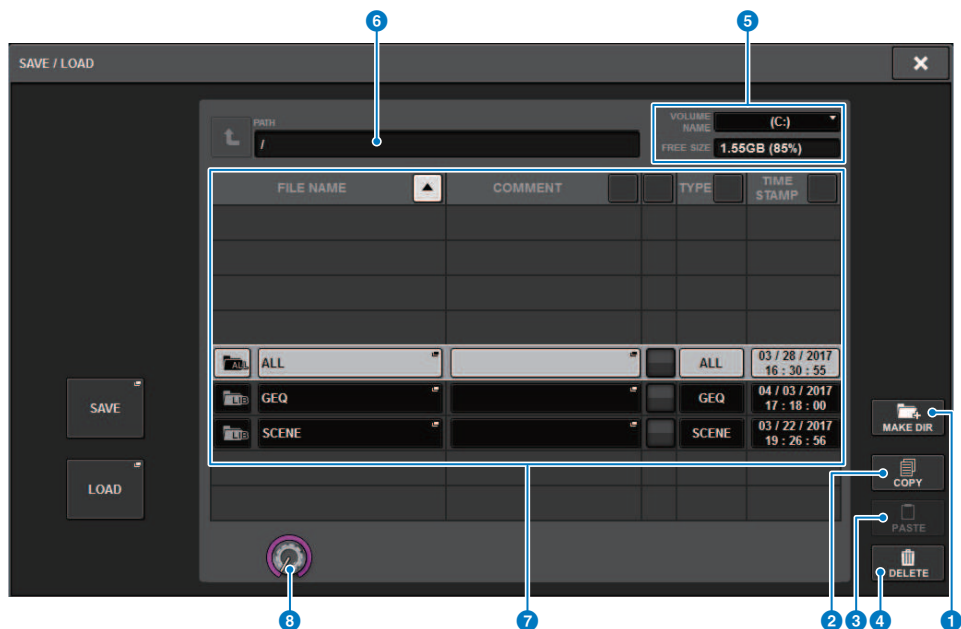 6
5
SAVE / LOAD
PATH
/
VOLUME NAME
(C:)
FREE SIZE
1.55GB (85%)
FILE NAME
COMMENT
TYPE
TIME STAMP
ALL
ALL
ALL
03 / 28 / 2017
16 : 30 : 55
LIB
GEQ
GEQ
04 / 03 / 2017
17 : 18 : 00
LIB
SCENE
SCENE
03 / 22 / 2017
19 : 26 : 56
SAVE
LOAD
MAKE DIR
COPY
PASTE
DELETE
8
7
2
3
4
1